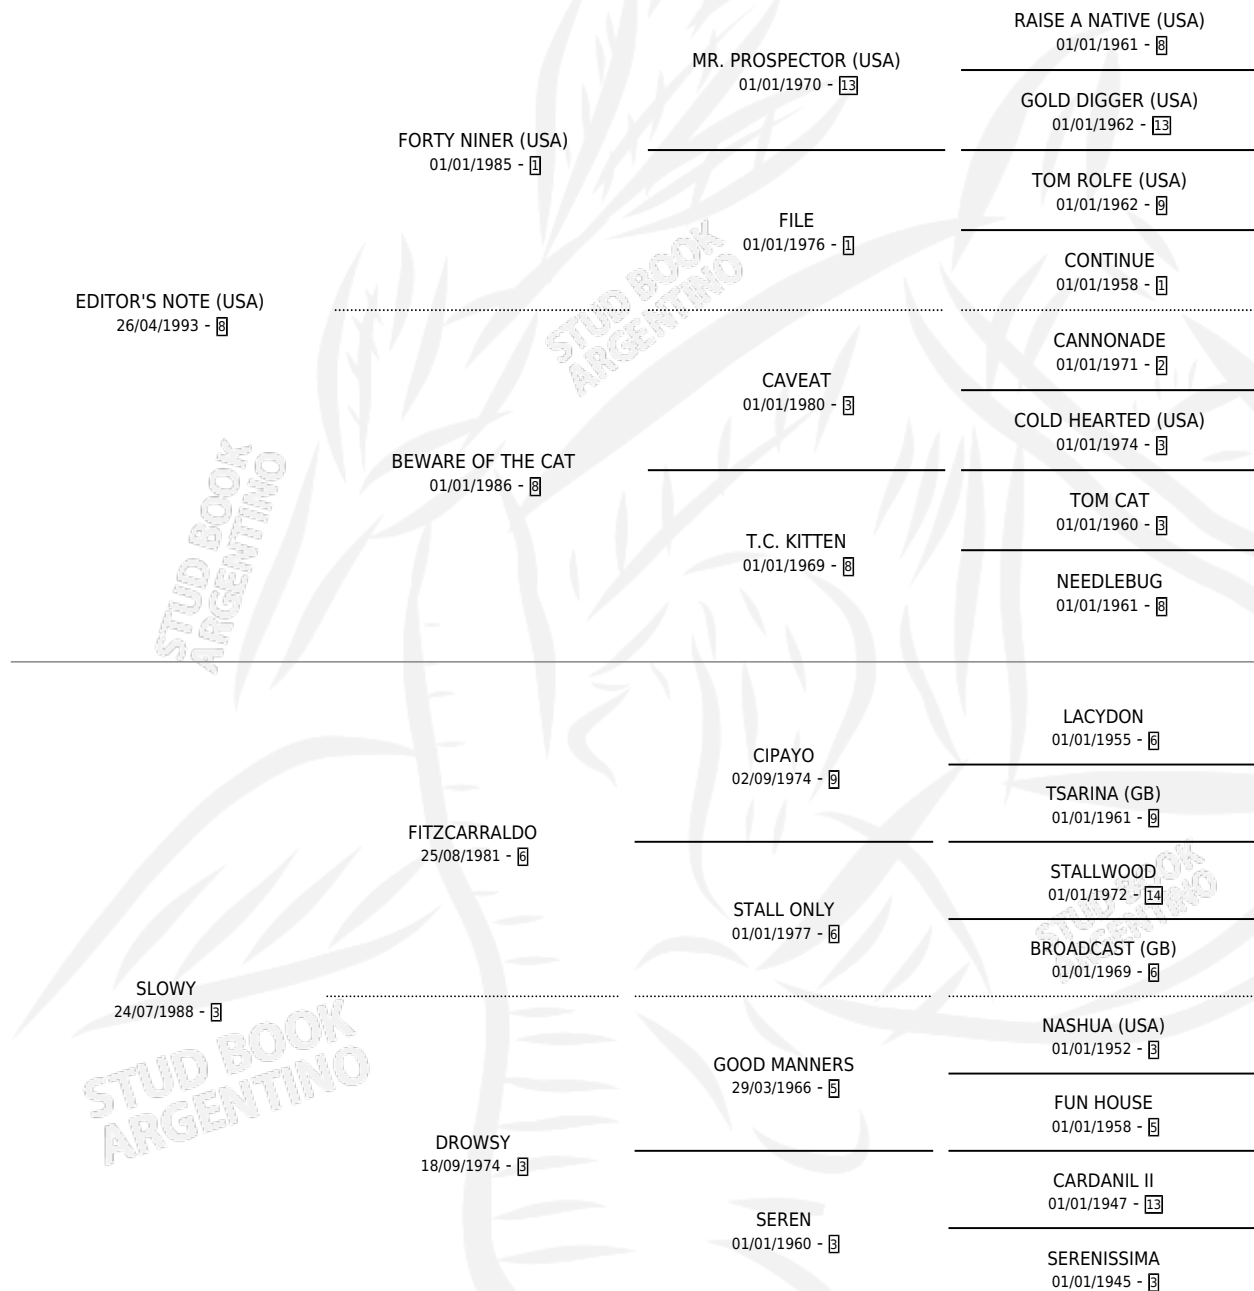 RAISE A NATIVE (USA)
01/01/1961 - 8
MR. PROSPECTOR (USA)
01/01/1970 - 13
GOLD DIGGER (USA)
01/01/1962 - 13
FORTY NINER (USA)
01/01/1985 - 1
TOM ROLFE (USA)
01/01/1962 - 9
FILE
01/01/1976 - 1
CONTINUE
01/01/1958 - 1
EDITOR'S NOTE (USA)
26/04/1993 - 8
CANNONADE
01/01/1971 - 2
CAVEAT
01/01/1980 - 3
COLD HEARTED (USA)
01/01/1974 - 3
BEWARE OF THE CAT
01/01/1986 - 8
TOM CAT
01/01/1960 - 3
T.C. KITTEN
01/01/1969 - 8
NEEDLEBUG
01/01/1961 - 8
LACYDON
01/01/1955 - 6
CIPAYO
02/09/1974 - 9
TSARINA (GB)
01/01/1961 - 9
FITZCARRALDO
25/08/1981 - 6
STALLWOOD
01/01/1972 - 14
STALL ONLY
01/01/1977 - 6
BROADCAST (GB)
01/01/1969 - 6
SLOWY
24/07/1988 - 3
NASHUA (USA)
01/01/1952 - 3
GOOD MANNERS
29/03/1966 - 5
FUN HOUSE
01/01/1958 - 5
DROWSY
18/09/1974 - 3
CARDANIL II
01/01/1947 - 13
SEREN
01/01/1960 - 3
SERENISSIMA
01/01/1945 - 3
STUD BOOK
ARGENTINO
STUD BOOK
ARGENTINO
STUD BOOK
ARGENTINO
STUD BOOK
ARGENTINO